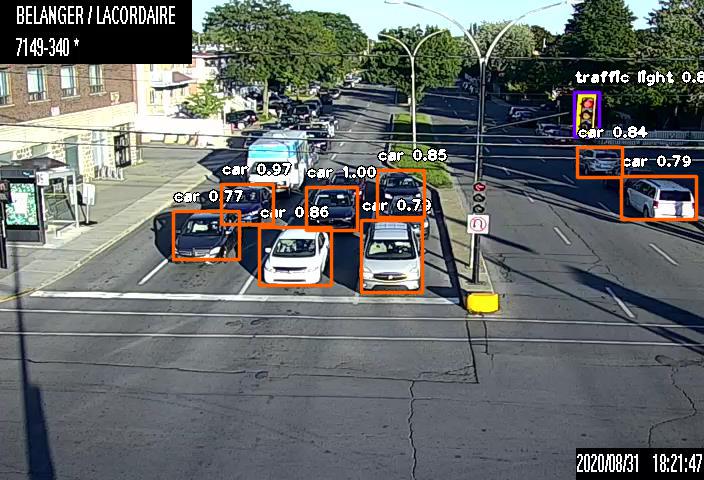 BELANGER / LACORDAIRE
7149-340 *
traffic light 0.8
car 0.84
car 0.79
car 0.85
car 0.97
car 1.00
car 0.77
car 0.86
car 0.79
2020/08/31 18:21:47